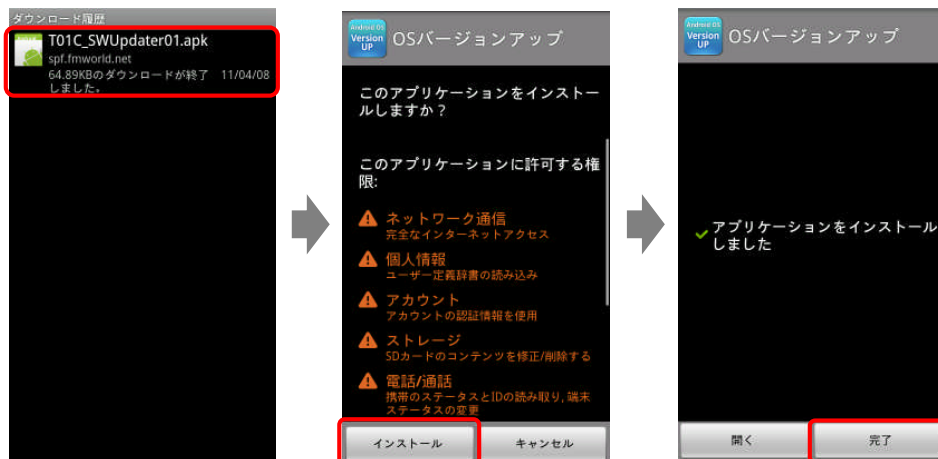 ダウンロード履歴
T01C_SWUpdater01.apk
spf.fmworld.net
64.89KBのダウンロードが終了 11/04/08
しました。
Android OS
Version
UP
OSバージョンアップ
このアプリケーションをインストー
ルしますか？
このアプリケーションに許可する権
限:
ネットワーク通信
完全なインターネットアクセス
個人情報
ユーザー定義辞書の読み込み
アカウント
アカウントの認証情報を使用
ストレージ
SDカードのコンテンツを修正/削除する
電話/通話
携帯のステータスとIDの読み取り, 端末
ステータスの変更
インストール
キャンセル
Android OS
Version
UP
OSバージョンアップ
アプリケーションをインストール
しました
開く
完了